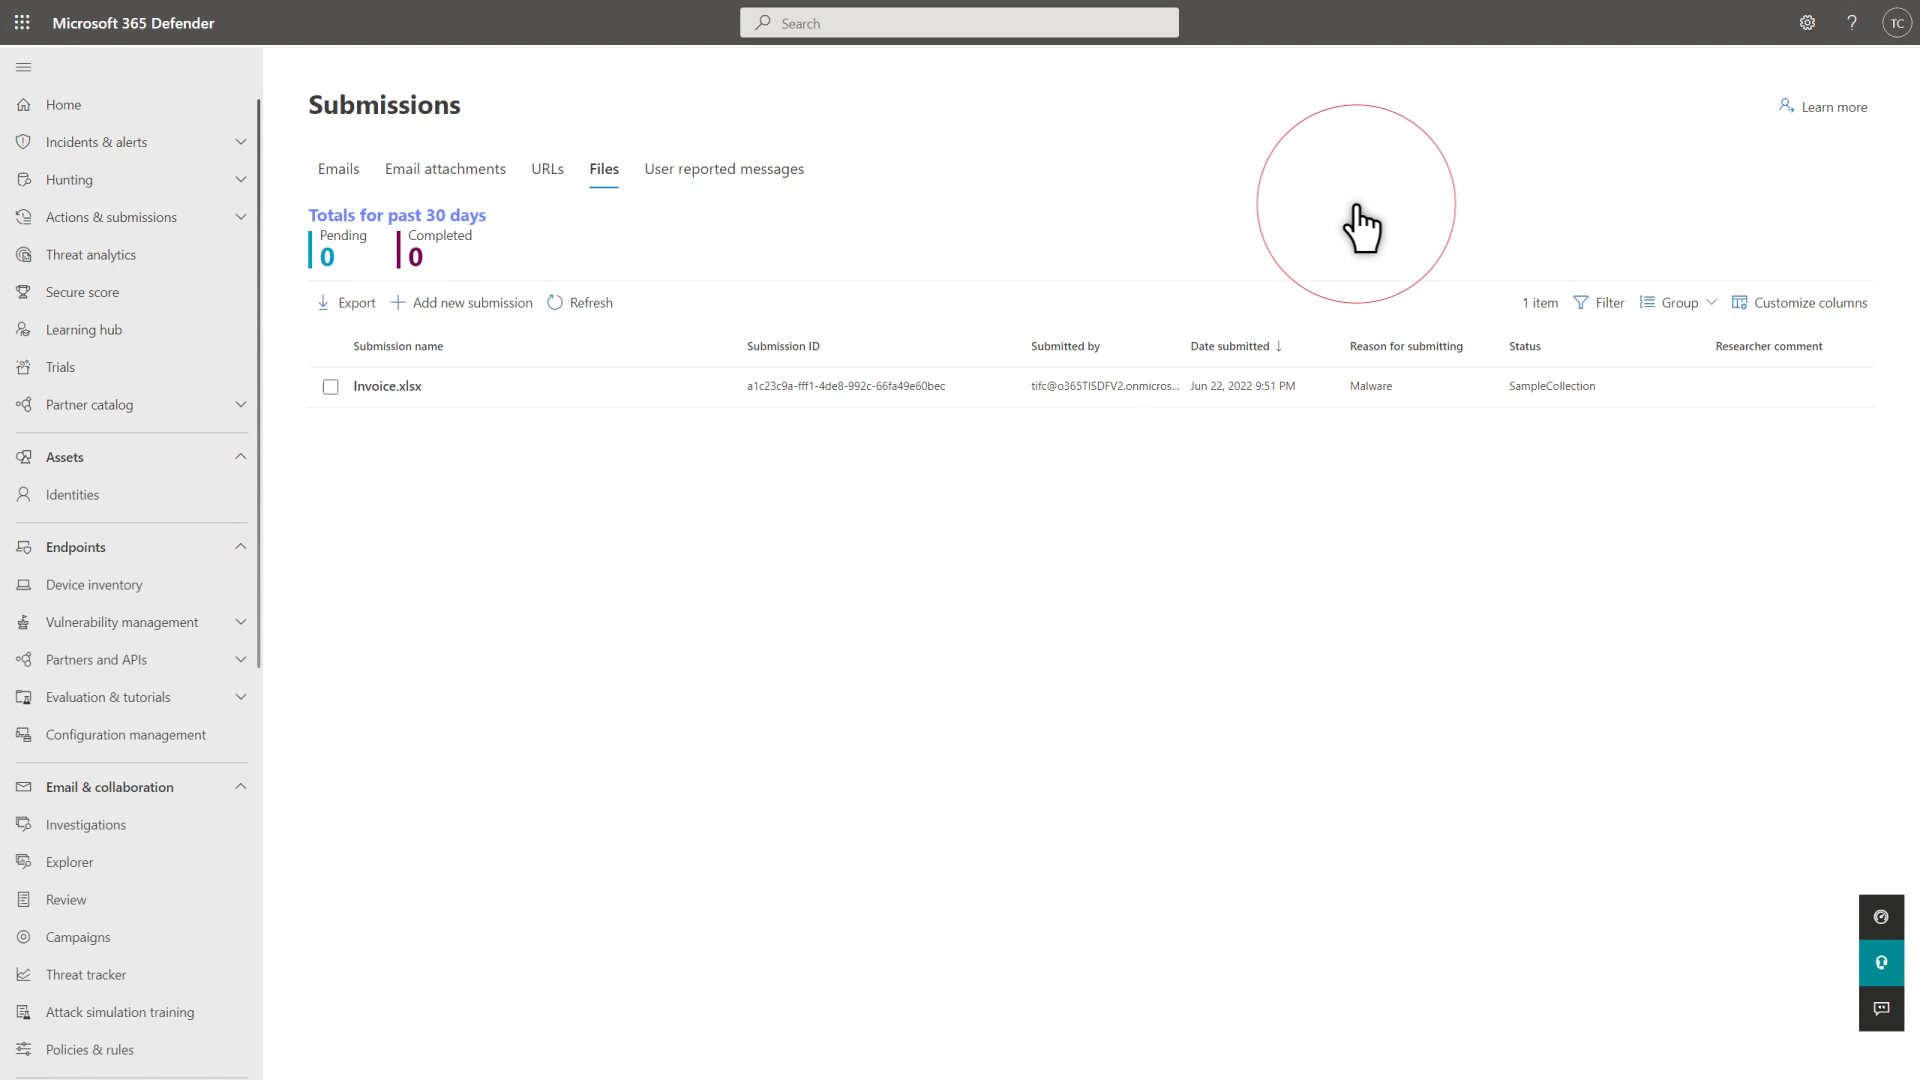 Microsoft 365 Defender
Search
TC
Home
Incidents & alerts
Hunting
Actions & submissions
Threat analytics
Secure score
Learning hub
Trials
Partner catalog
Assets
Identities
Endpoints
Device inventory
Vulnerability management
Partners and APIs
Evaluation & tutorials
Configuration management
Email & collaboration
Investigations
Explorer
Review
Campaigns
Threat tracker
Attack simulation training
Policies & rules
Submissions
Learn more
Emails Email attachments URLs Files User reported messages
Totals for past 30 days
Pending Completed
0 0
Export Add new submission Refresh 1 item Filter Group Customize columns
Submission name Submission ID Submitted by Date submitted ↓ Reason for submitting Status Researcher comment
Invoice.xlsx a1c23c9a-fff1-4de8-992c-66fa49e60bec tifc@o365TISDFV2.onmicros... Jun 22, 2022 9:51 PM Malware SampleCollection